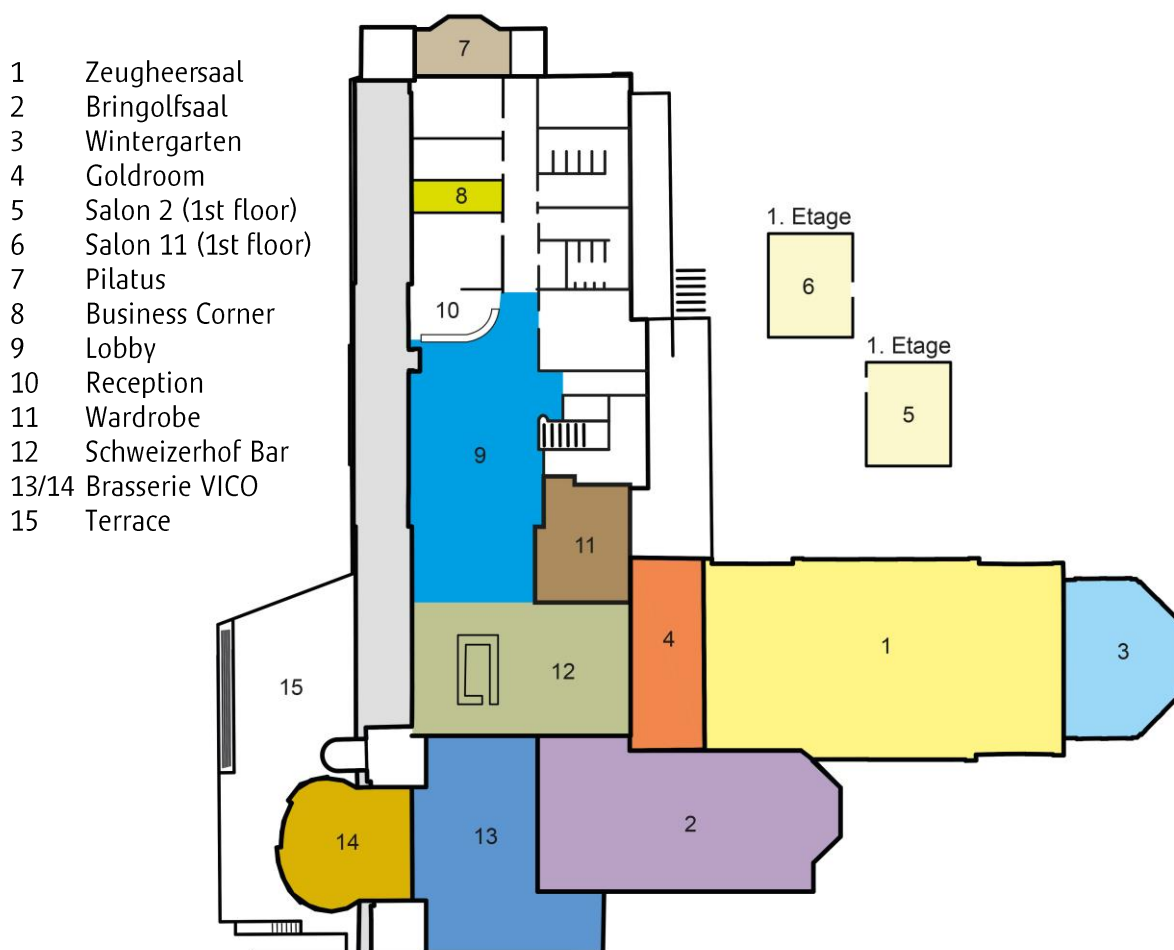 1 Zeugheersaal
2 Bringolfsaal
3 Wintergarten
4 Goldroom
5 Salon 2 (1st floor)
6 Salon 11 (1st floor)
7 Pilatus
8 Business Corner
9 Lobby
10 Reception
11 Wardrobe
12 Schweizerhof Bar
13/14 Brasserie VICO
15 Terrace
7
8
10
1. Etage
6
1. Etage
5
9
11
4
1
3
12
15
2
13
14